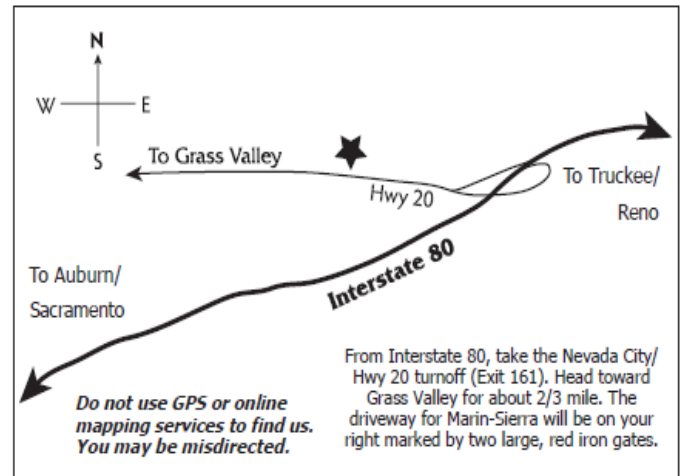 N
W
E
S
To Grass Valley
Hwy 20
To Truckee/
Reno
Interstate 80
To Auburn/
Sacramento
From Interstate 80, take the Nevada City/
Hwy 20 turnoff (Exit 161). Head toward
Grass Valley for about 2/3 mile. The
driveway for Marin-Sierra will be on your
right marked by two large, red iron gates.
Do not use GPS or online
mapping services to find us.
You may be misdirected.